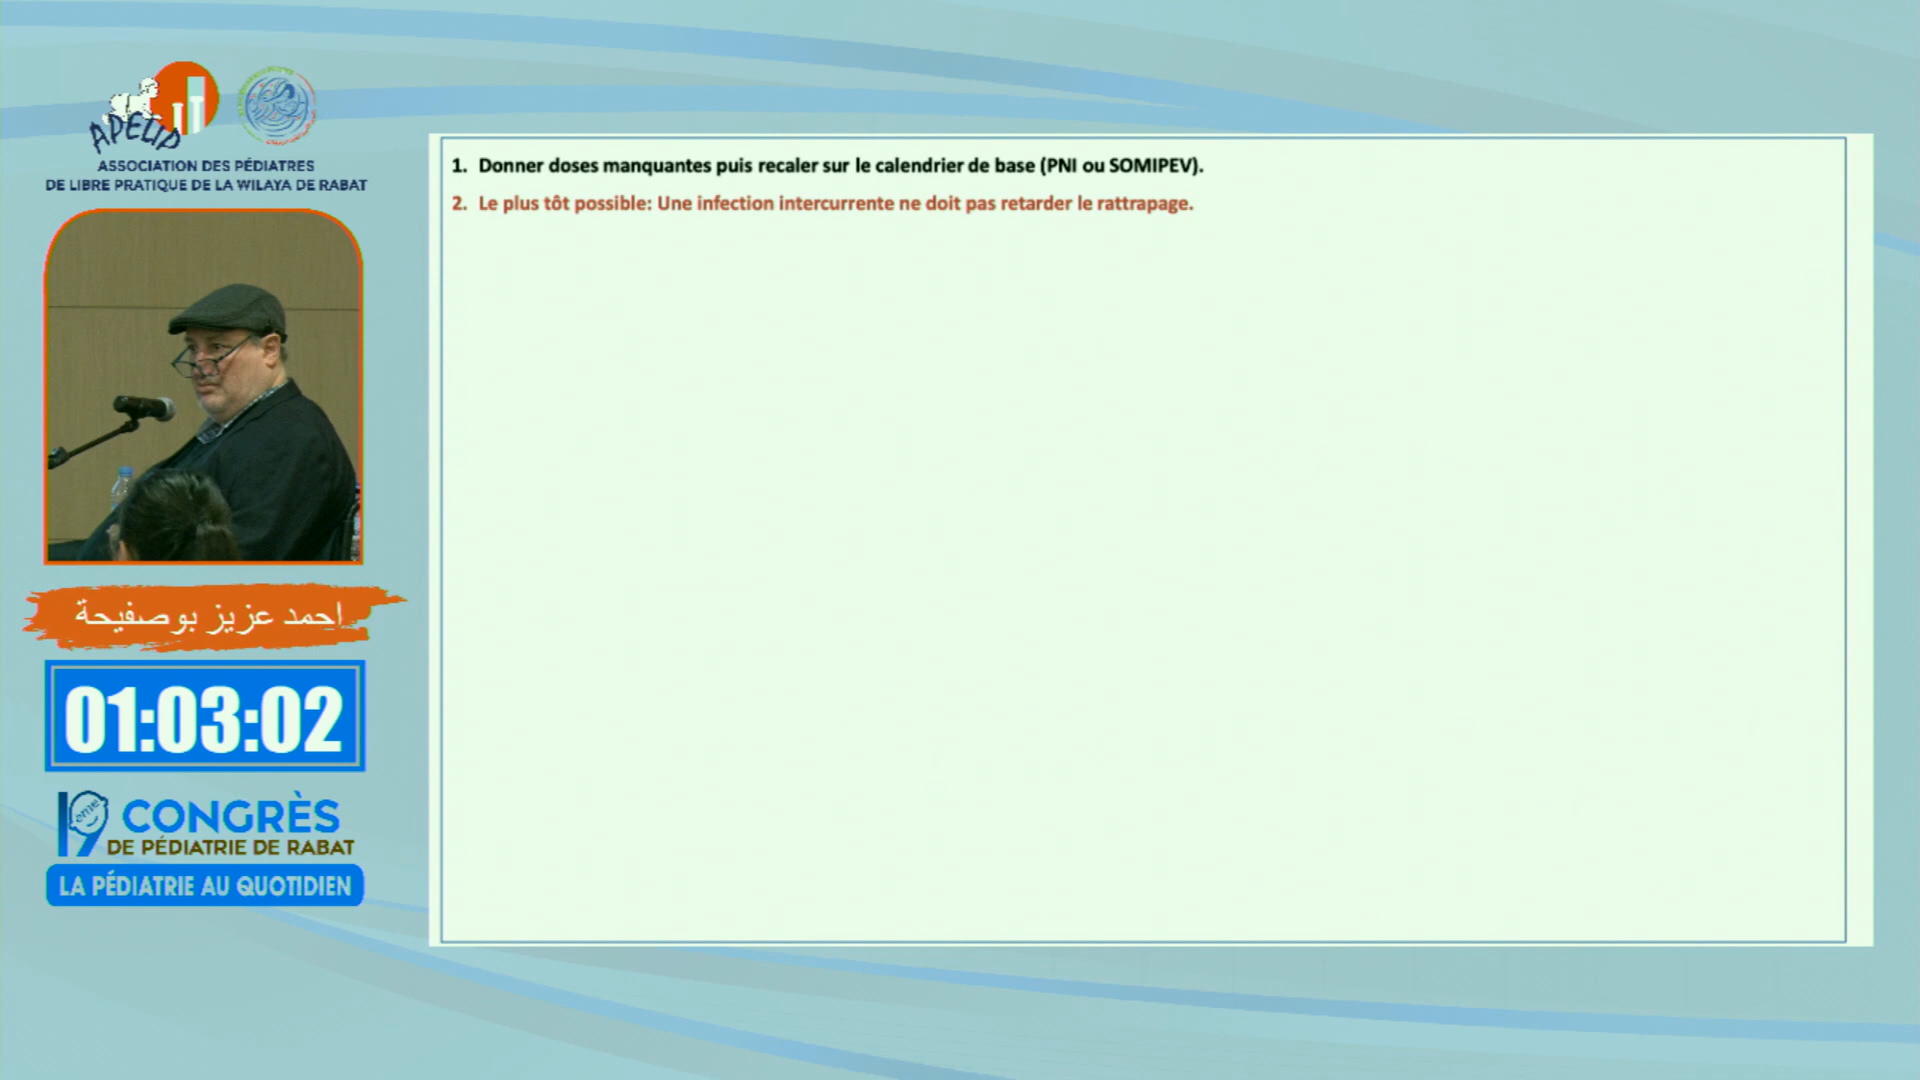 APELIP
ASSOCIATION DES PÉDIATRES
DE LIBRE PRATIQUE DE LA WILAYA DE RABAT
احمد عزيز بوصفيحة
01:03:02
19 eme CONGRÈS
DE PÉDIATRIE DE RABAT
LA PÉDIATRIE AU QUOTIDIEN
1. Donner doses manquantes puis recaler sur le calendrier de base (PNI ou SOMIPEV).
2. Le plus tôt possible: Une infection intercurrente ne doit pas retarder le rattrapage.